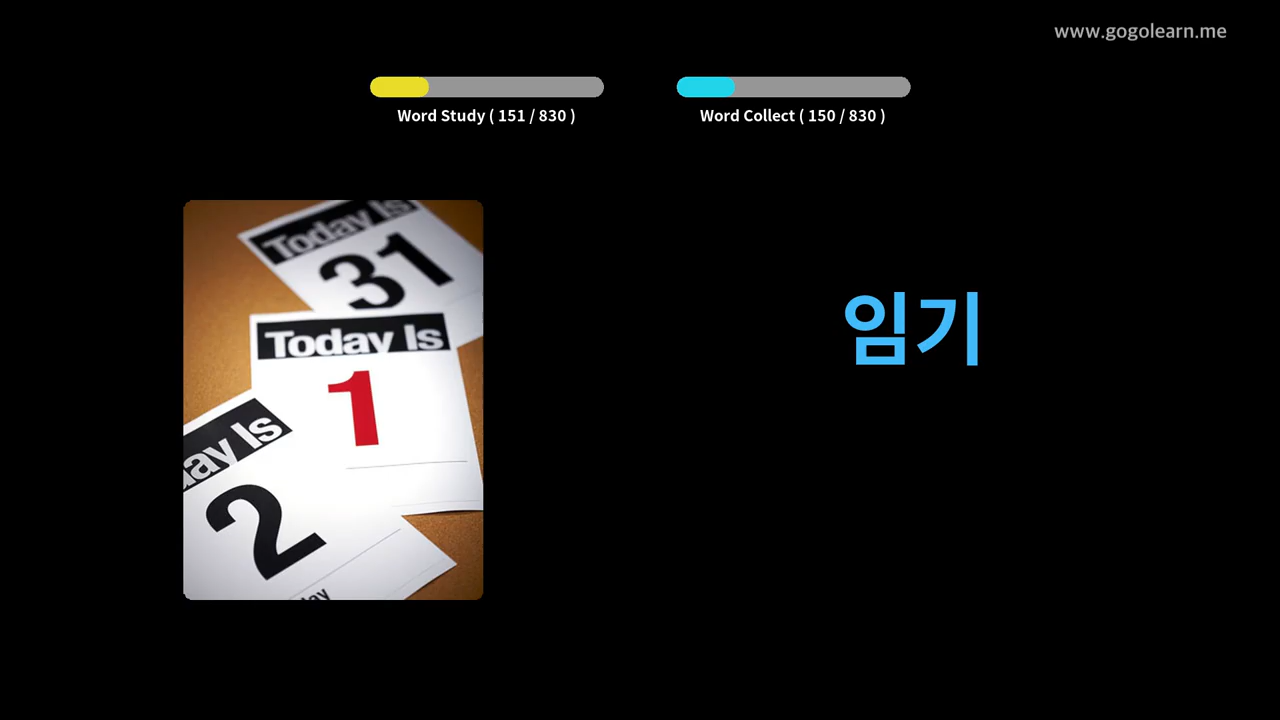 www.gogolearn.me
Word Study ( 151 / 830 )
Word Collect ( 150 / 830 )
Today Is
31
Today Is
1
임기
ay Is
2
ay